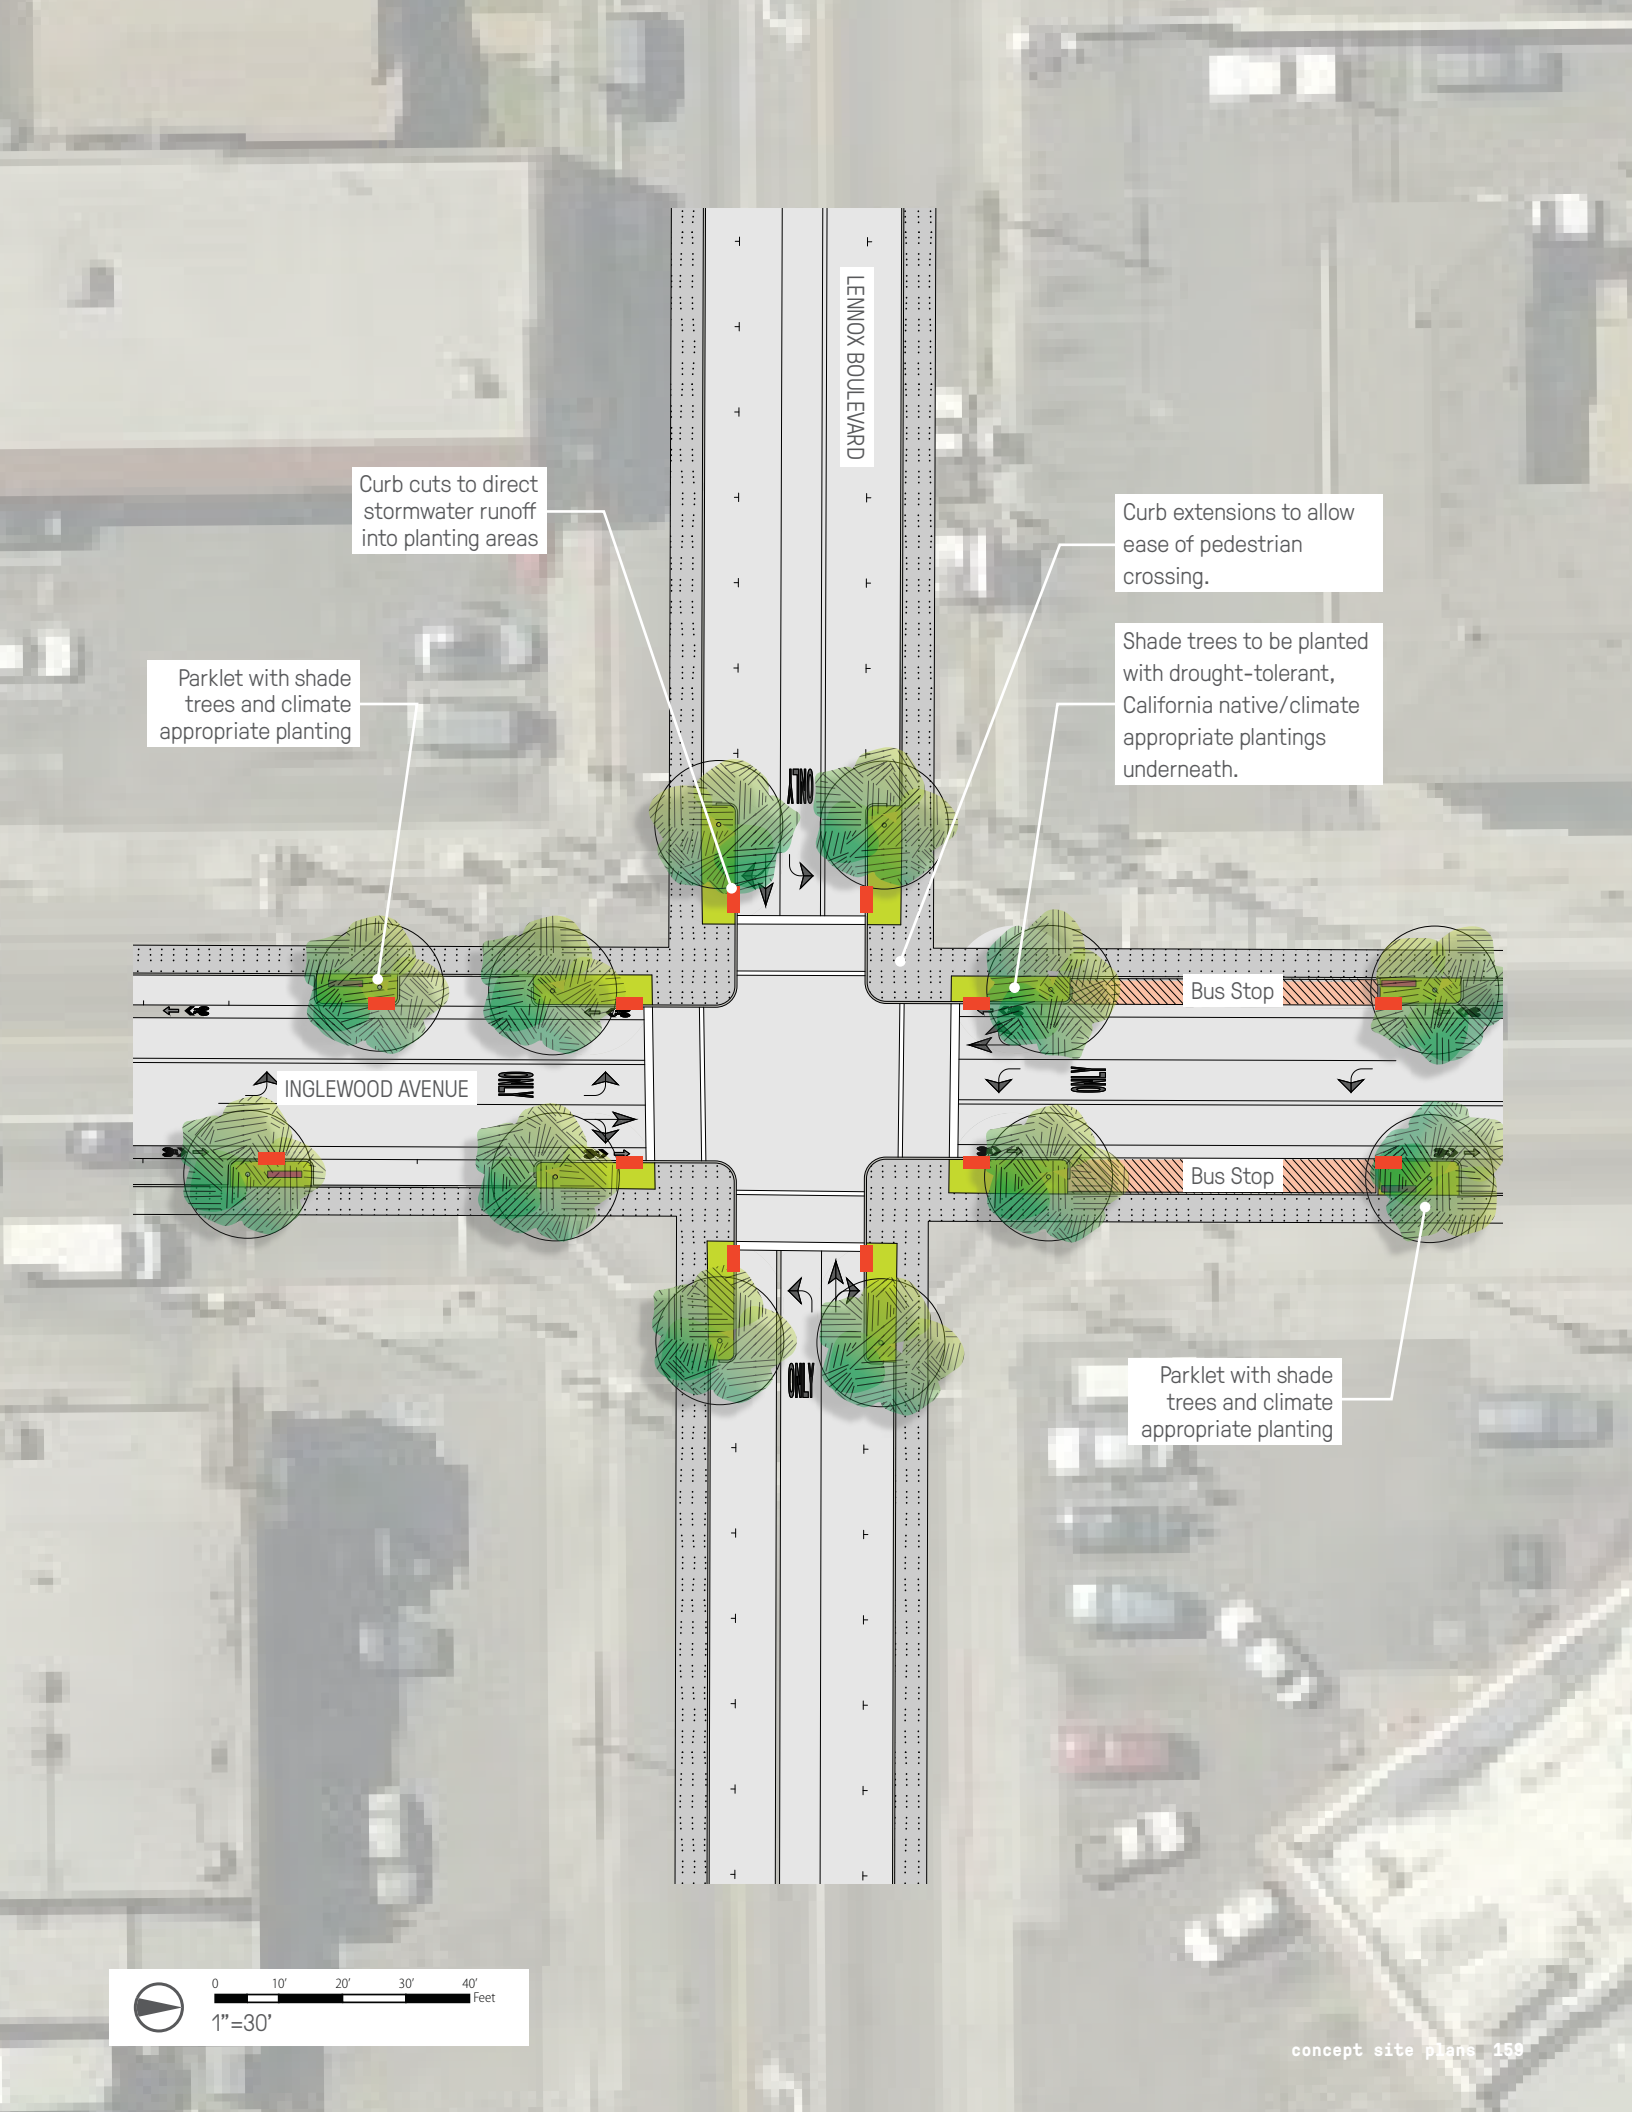 LENNOX BOULEVARD
Curb cuts to direct
stormwater runoff
into planting areas
Curb extensions to allow
ease of pedestrian
crossing.
Shade trees to be planted
with drought-tolerant,
California native/climate
appropriate plantings
underneath.
Parklet with shade
trees and climate
appropriate planting
ONLY
Bus Stop
INGLEWOOD AVENUE
ONLY
ONLY
Bus Stop
ONLY
Parklet with shade
trees and climate
appropriate planting
0 10' 20' 30' 40'
Feet
1"=30'
concept site plans 159